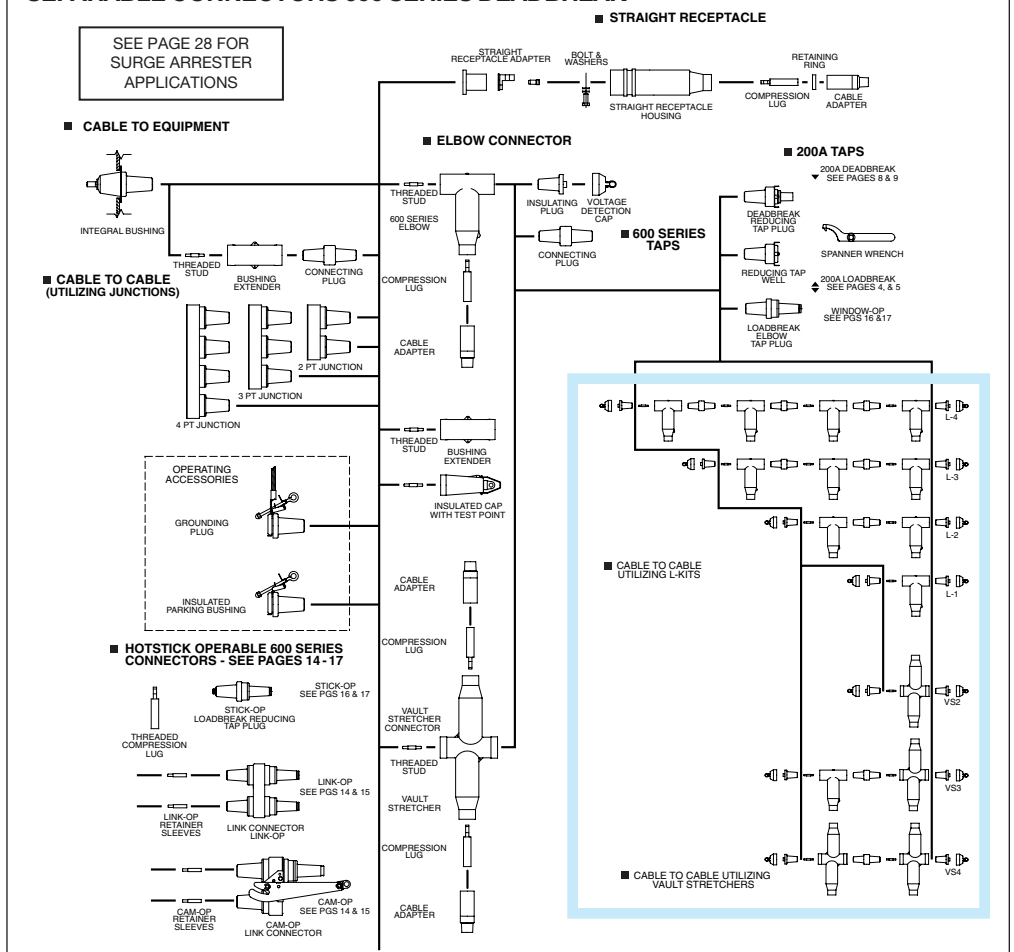 ■ STRAIGHT RECEPTACLE
SEE PAGE 28 FOR
SURGE ARRESTER
APPLICATIONS
STRAIGHT
RECEPTACLE ADAPTER
BOLT &
WASHERS
STRAIGHT RECEPTACLE
HOUSING
COMPRESSION
LUG
RETAINING
RING
CABLE
ADAPTER
■ CABLE TO EQUIPMENT
INTEGRAL BUSHING
THREADED
STUD
BUSHING
EXTENDER
CONNECTING
PLUG
■ ELBOW CONNECTOR
THREADED
STUD
600 SERIES
ELBOW
INSULATING
PLUG
VOLTAGE
DETECTION
CAP
CONNECTING
PLUG
■ 600 SERIES
TAPS
COMPRESSION
LUG
CABLE
ADAPTER
■ 200A TAPS
▼ 200A DEADBREAK
SEE PAGES 8 & 9
DEADBREAK
REDUCING
TAP PLUG
SPANNER WRENCH
REDUCING TAP
WELL
200A LOADBREAK
SEE PAGES 4, & 5
WINDOW-OP
SEE PGS 16 &17
LOADBREAK
ELBOW
TAP PLUG
■ CABLE TO CABLE
(UTILIZING JUNCTIONS)
2 PT JUNCTION
3 PT JUNCTION
4 PT JUNCTION
THREADED
STUD
BUSHING
EXTENDER
INSULATED CAP
WITH TEST POINT
OPERATING
ACCESSORIES
GROUNDING
PLUG
INSULATED
PARKING BUSHING
L-4
L-3
L-2
■ CABLE TO CABLE
UTILIZING L-KITS
L-1
VS2
VS3
VS4
■ CABLE TO CABLE UTILIZING
VAULT STRETCHERS
CABLE
ADAPTER
COMPRESSION
LUG
VAULT
STRETCHER
CONNECTOR
THREADED
STUD
VAULT
STRETCHER
COMPRESSION
LUG
CABLE
ADAPTER
■ HOTSTICK OPERABLE 600 SERIES
CONNECTORS - SEE PAGES 14-17
THREADED
COMPRESSION
LUG
STICK-OP
SEE PGS 16 & 17
STICK-OP
LOADBREAK REDUCING
TAP PLUG
LINK-OP
SEE PGS 14 & 15
LINK-OP
RETAINER
SLEEVES
LINK CONNECTOR
LINK-OP
CAM-OP
SEE PGS 14 & 15
CAM-OP
RETAINER
SLEEVES
CAM-OP
LINK CONNECTOR